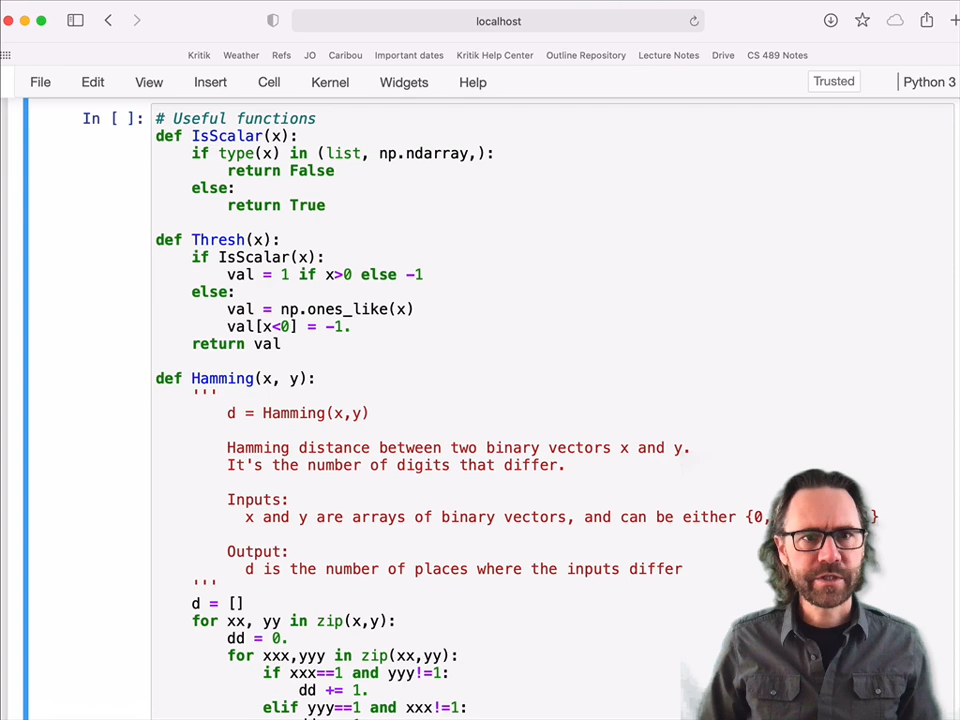 localhost
Kritik Weather Refs JO Caribou Important dates Kritik Help Center Outline Repository Lecture Notes Drive CS 489 Notes
File Edit View Insert Cell Kernel Widgets Help Trusted Python 3
In [ ]: # Useful functions
def IsScalar(x):
if type(x) in (list, np.ndarray,):
return False
else:
return True
def Thresh(x):
if IsScalar(x):
val = 1 if x>0 else -1
else:
val = np.ones_like(x)
val[x<0] = -1.
return val
def Hamming(x, y):
'''
d = Hamming(x,y)
Hamming distance between two binary vectors x and y.
It's the number of digits that differ.
Inputs:
x and y are arrays of binary vectors, and can be either {0, }
Output:
d is the number of places where the inputs differ
'''
d = []
for xx, yy in zip(x,y):
dd = 0.
for xxx,yyy in zip(xx,yy):
if xxx==1 and yyy!=1:
dd += 1.
elif yyy==1 and xxx!=1: